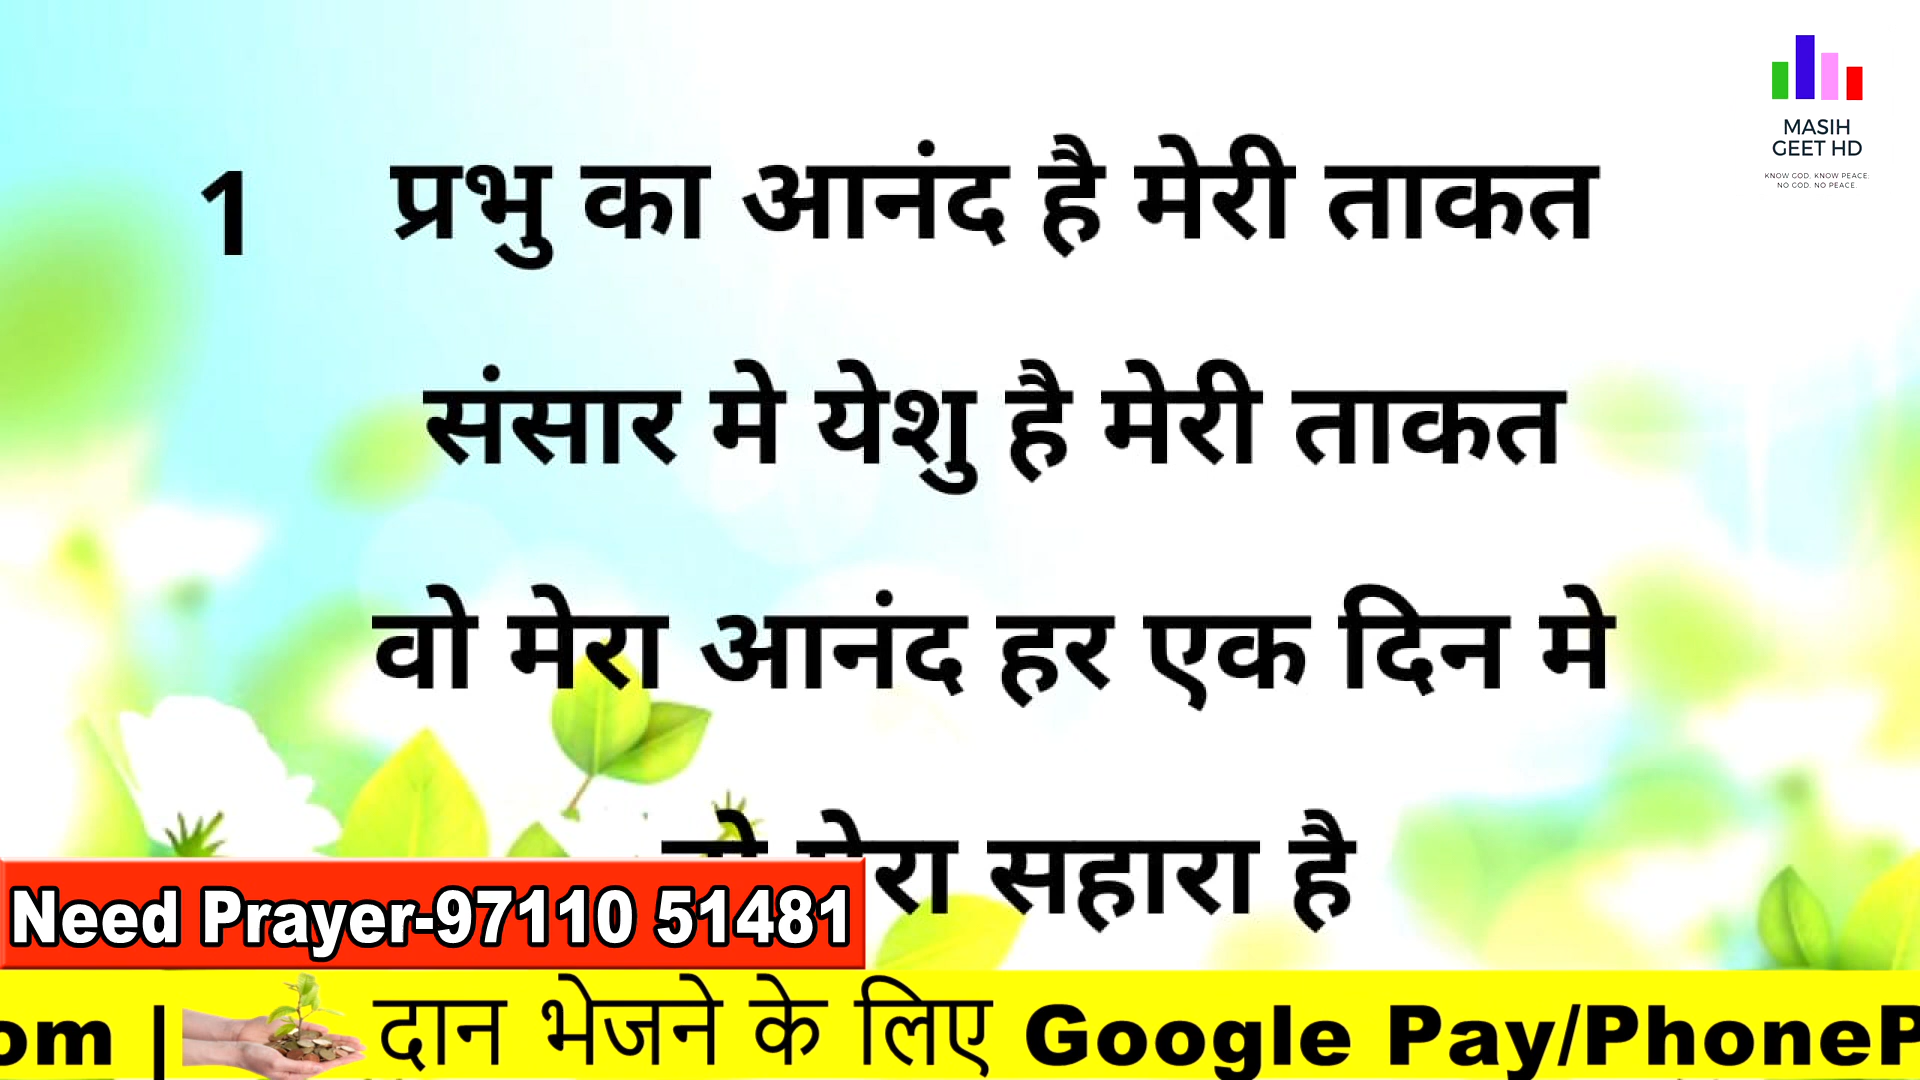 MASIH
GEET HD
KNOW GOD. KNOW PEACE.
NO GOD. NO PEACE.
1 प्रभु का आनंद है मेरी ताकत
संसार मे येशु है मेरी ताकत
वो मेरा आनंद हर एक दिन मे
वो मेरा सहारा है
Need Prayer-97110 51481
om | दान भेजने के लिए Google Pay/PhoneP